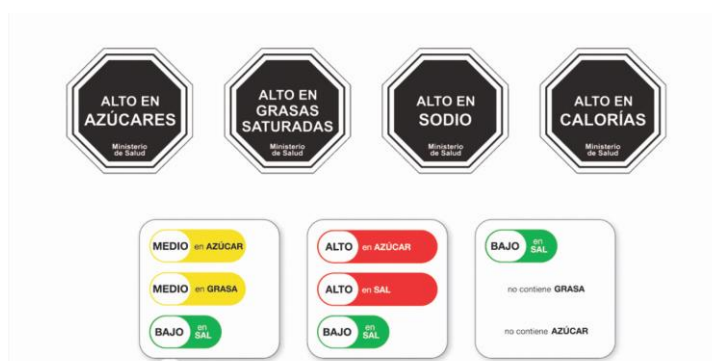 ALTO EN
AZÚCARES
Ministerio
de Salud
ALTO EN
GRASAS
SATURADAS
Ministerio
de Salud
ALTO EN
SODIO
Ministerio
de Salud
ALTO EN
CALORÍAS
Ministerio
de Salud
MEDIO en AZÚCAR
MEDIO en GRASA
BAJO en
SAL
ALTO en AZÚCAR
ALTO en SAL
BAJO en
SAL
BAJO en
SAL
no contiene GRASA
no contiene AZÚCAR